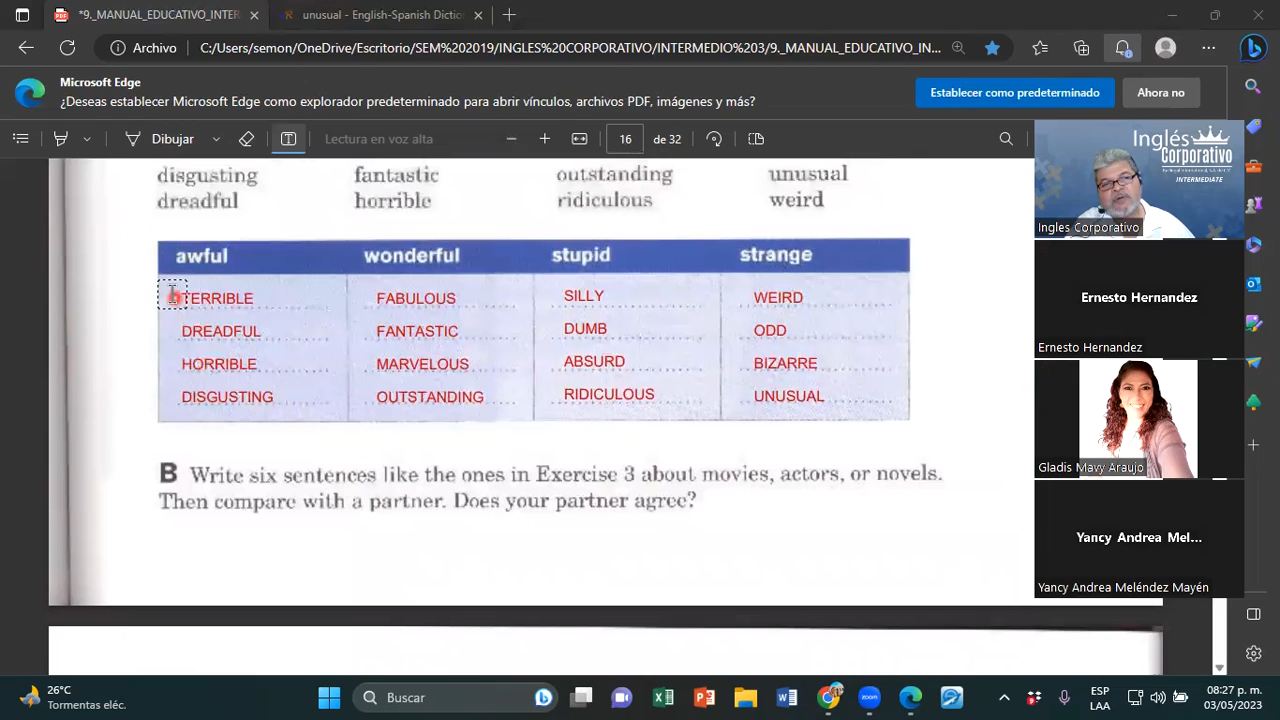 *9._MANUAL_EDUCATIVO_INTER
unusual - English-Spanish Dictio
Archivo
C:/Users/semon/OneDrive/Escritorio/SEM%202019/INGLES%20CORPORATIVO/INTERMEDIO%203/9._MANUAL_EDUCATIVO_IN...
Microsoft Edge
¿Deseas establecer Microsoft Edge como explorador predeterminado para abrir vínculos, archivos PDF, imágenes y más?
Establecer como predeterminado
Ahora no
Dibujar
Lectura en voz alta
16
de 32
disgusting fantastic outstanding unusual
dreadful horrible ridiculous weird
awful wonderful stupid strange
TERRIBLE FABULOUS SILLY WEIRD
DREADFUL FANTASTIC DUMB ODD
HORRIBLE MARVELOUS ABSURD BIZARRE
DISGUSTING OUTSTANDING RIDICULOUS UNUSUAL
B Write six sentences like the ones in Exercise 3 about movies, actors, or novels.
Then compare with a partner. Does your partner agree?
Inglés
Corporativo
INTERMEDIATE
Ingles Corporativo
Ernesto Hernandez
Ernesto Hernandez
Gladis Mavy Araujo
Yancy Andrea Mel...
Yancy Andrea Meléndez Mayén
26°C
Tormentas eléc.
Buscar
zoom
ESP
LAA
08:27 p. m.
03/05/2023